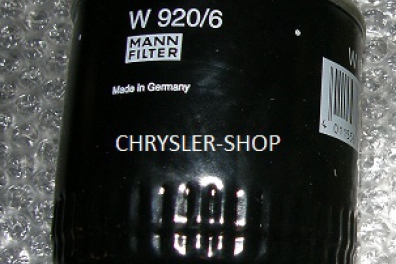 W 920/6
MANN
FILTER
Made in Germany
CHRYSLER-SHOP
W